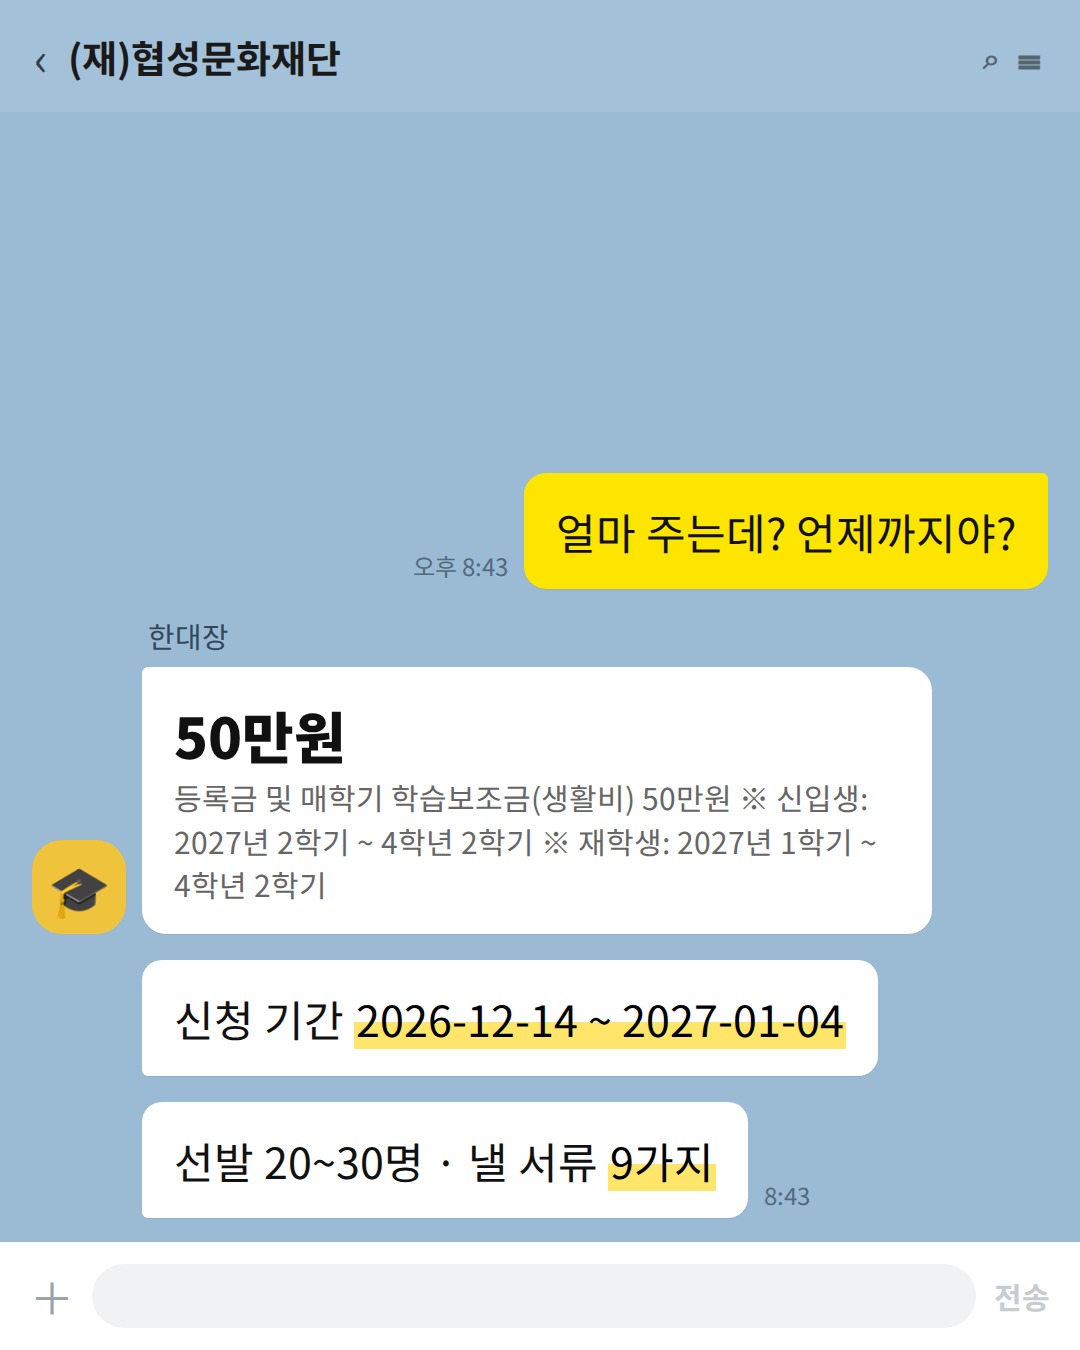 (재)협성문화재단
얼마 주는데? 언제까지야?
오후 8:43
한대장
50만원
등록금 및 매학기 학습보조금(생활비) 50만원 ※ 신입생:
2027년 2학기 ~ 4학년 2학기 ※ 재학생: 2027년 1학기 ~
4학년 2학기
신청 기간 2026-12-14 ~ 2027-01-04
선발 20~30명 · 낼 서류 9가지
8:43
전송